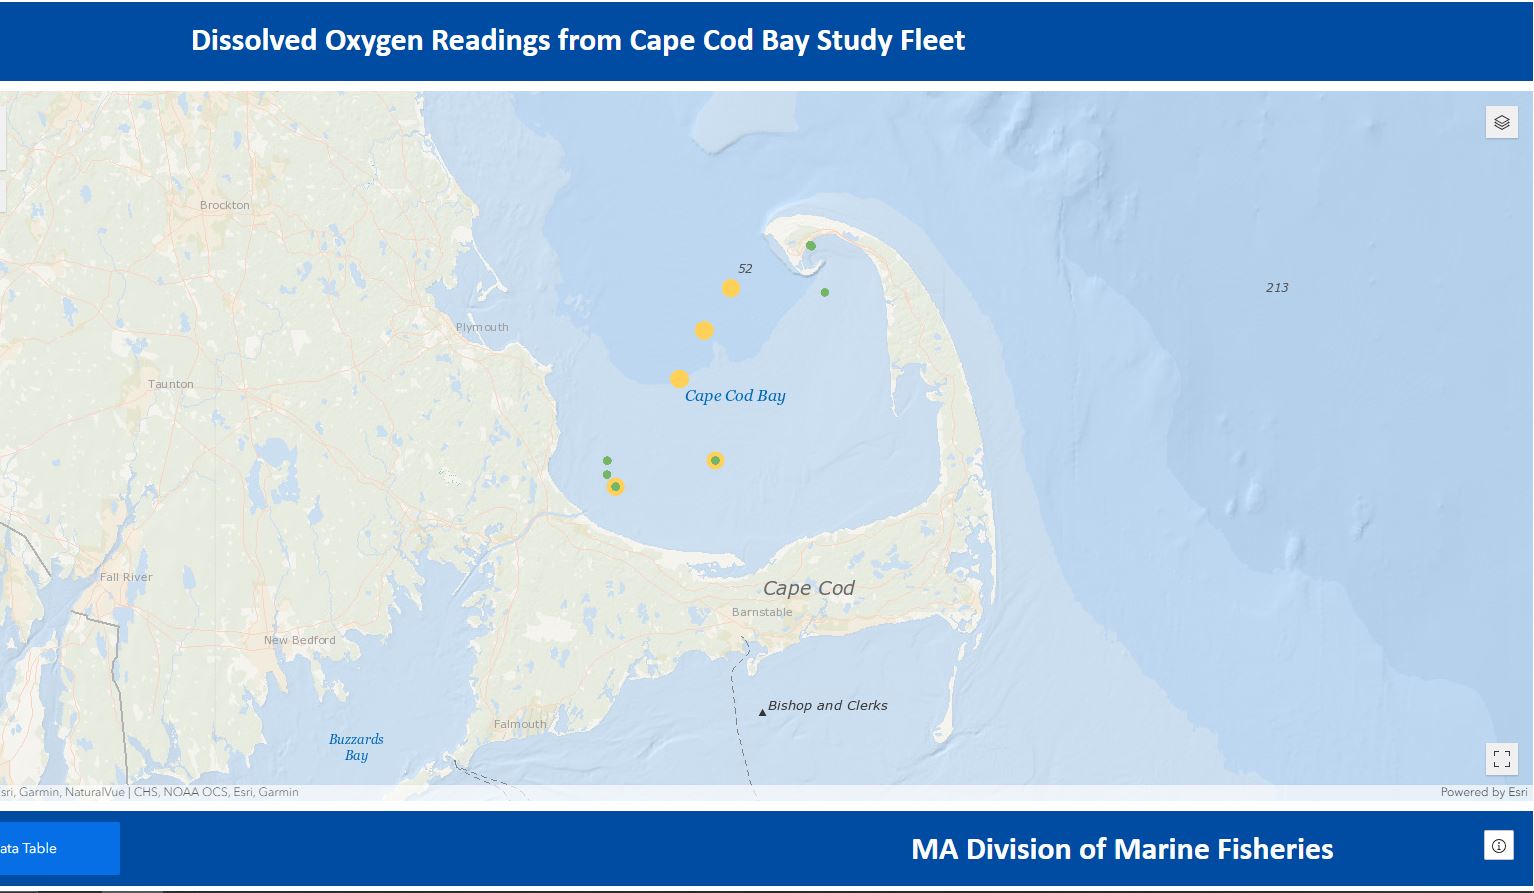 Dissolved Oxygen Readings from Cape Cod Bay Study Fleet
Brockton
52
213
Plymouth
Taunton
Cape Cod Bay
Fall River
Cape Cod
Barnstable
New Bedford
Bishop and Clerks
Falmouth
Buzzards
Bay
sri, Garmin, NaturalVue | CHS, NOAA OCS, Esri, Garmin
Powered by Esri
ata Table
MA Division of Marine Fisheries